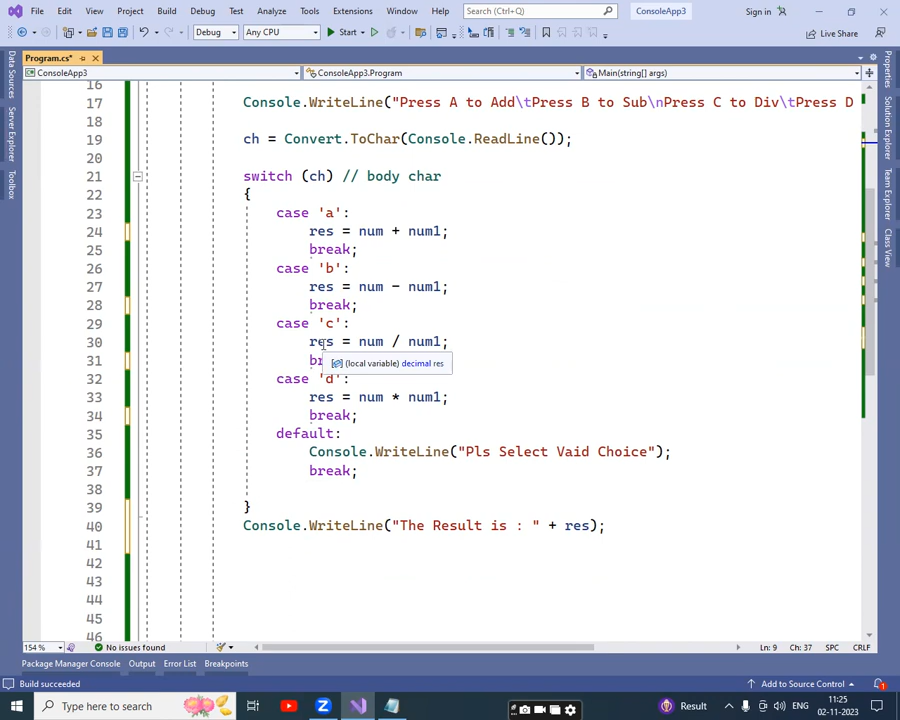 File Edit View Project Build Debug Test Analyze Tools Extensions Window Help Search (Ctrl+Q) ConsoleApp3 Sign in
Debug Any CPU Start Live Share
Program.cs*
ConsoleApp3 ConsoleApp3.Program Main(string[] args)
Data Sources
Server Explorer
Toolbox
Properties
Solution Explorer
Team Explorer
Class View
16
17 Console.WriteLine("Press A to Add\tPress B to Sub\nPress C to Div\tPress D
18
19 ch = Convert.ToChar(Console.ReadLine());
20
21 switch (ch) // body char
22 {
23 case 'a':
24 res = num + num1;
25 break;
26 case 'b':
27 res = num - num1;
28 break;
29 case 'c':
30 res = num / num1;
31 br
(local variable) decimal res
32 case 'd':
33 res = num * num1;
34 break;
35 default:
36 Console.WriteLine("Pls Select Vaid Choice");
37 break;
38
39 }
40 Console.WriteLine("The Result is : " + res);
41
42
43
44
45
46
154 % No issues found Ln: 9 Ch: 37 SPC CRLF
Package Manager Console Output Error List Breakpoints
Build succeeded Add to Source Control 1
Type here to search Result 11:25
02-11-2023